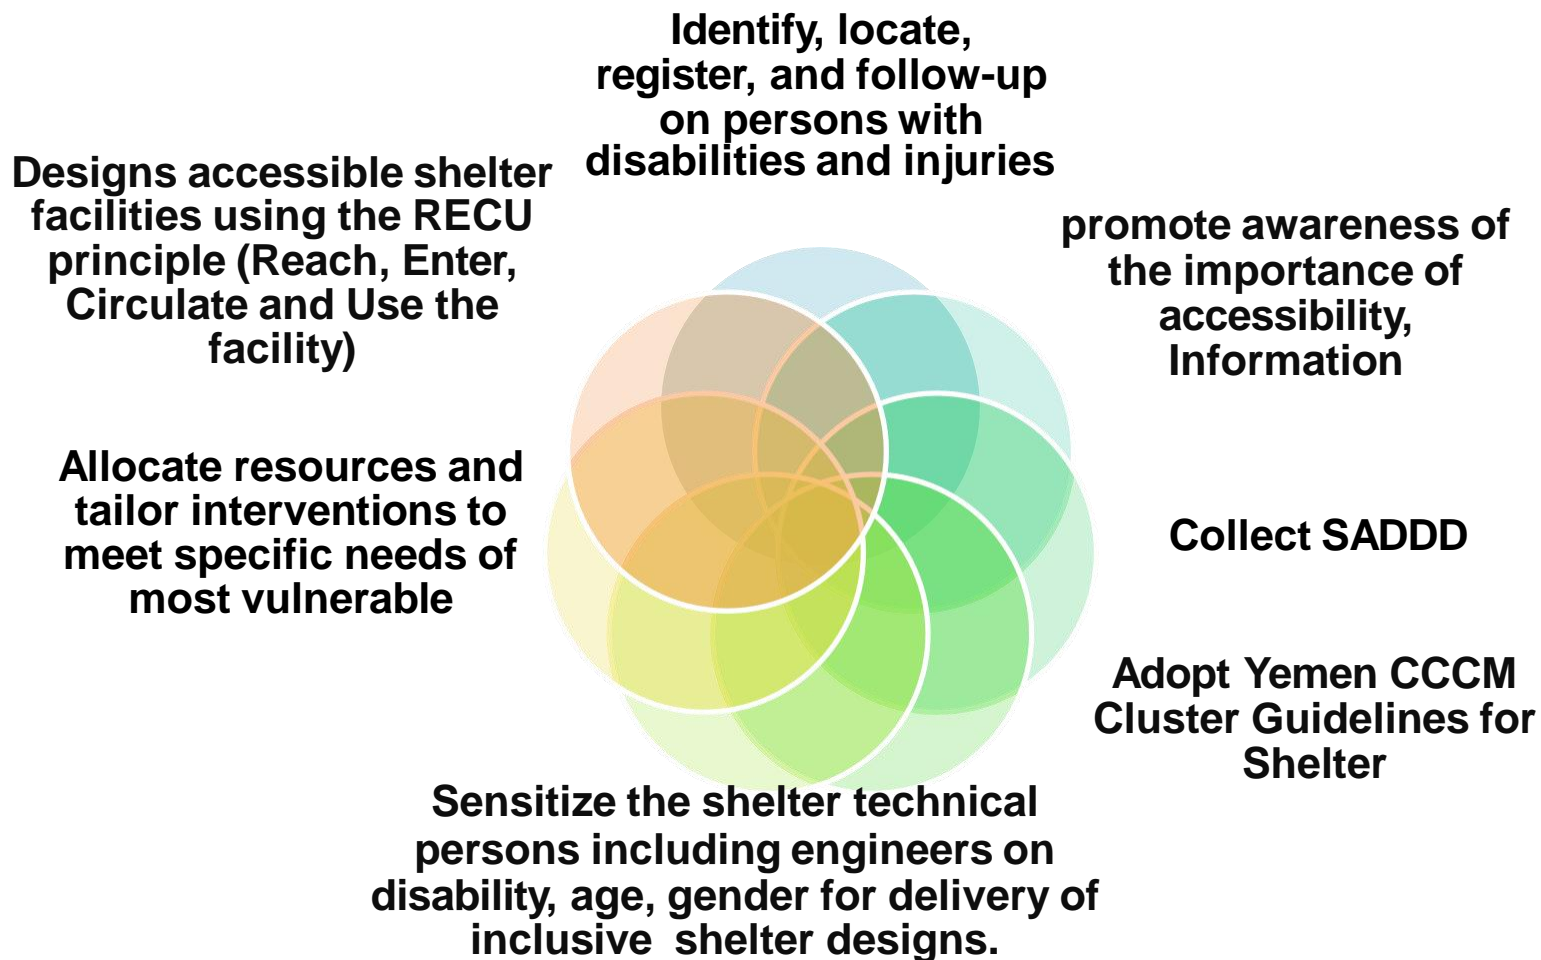 Identify, locate,
register, and follow-up
on persons with
disabilities and injuries
promote awareness of
the importance of
accessibility,
Information
Collect SADDD
Adopt Yemen CCCM
Cluster Guidelines for
Shelter
Sensitize the shelter technical
persons including engineers on
disability, age, gender for delivery of
inclusive shelter designs.
Allocate resources and
tailor interventions to
meet specific needs of
most vulnerable
Designs accessible shelter
facilities using the RECU
principle (Reach, Enter,
Circulate and Use the
facility)